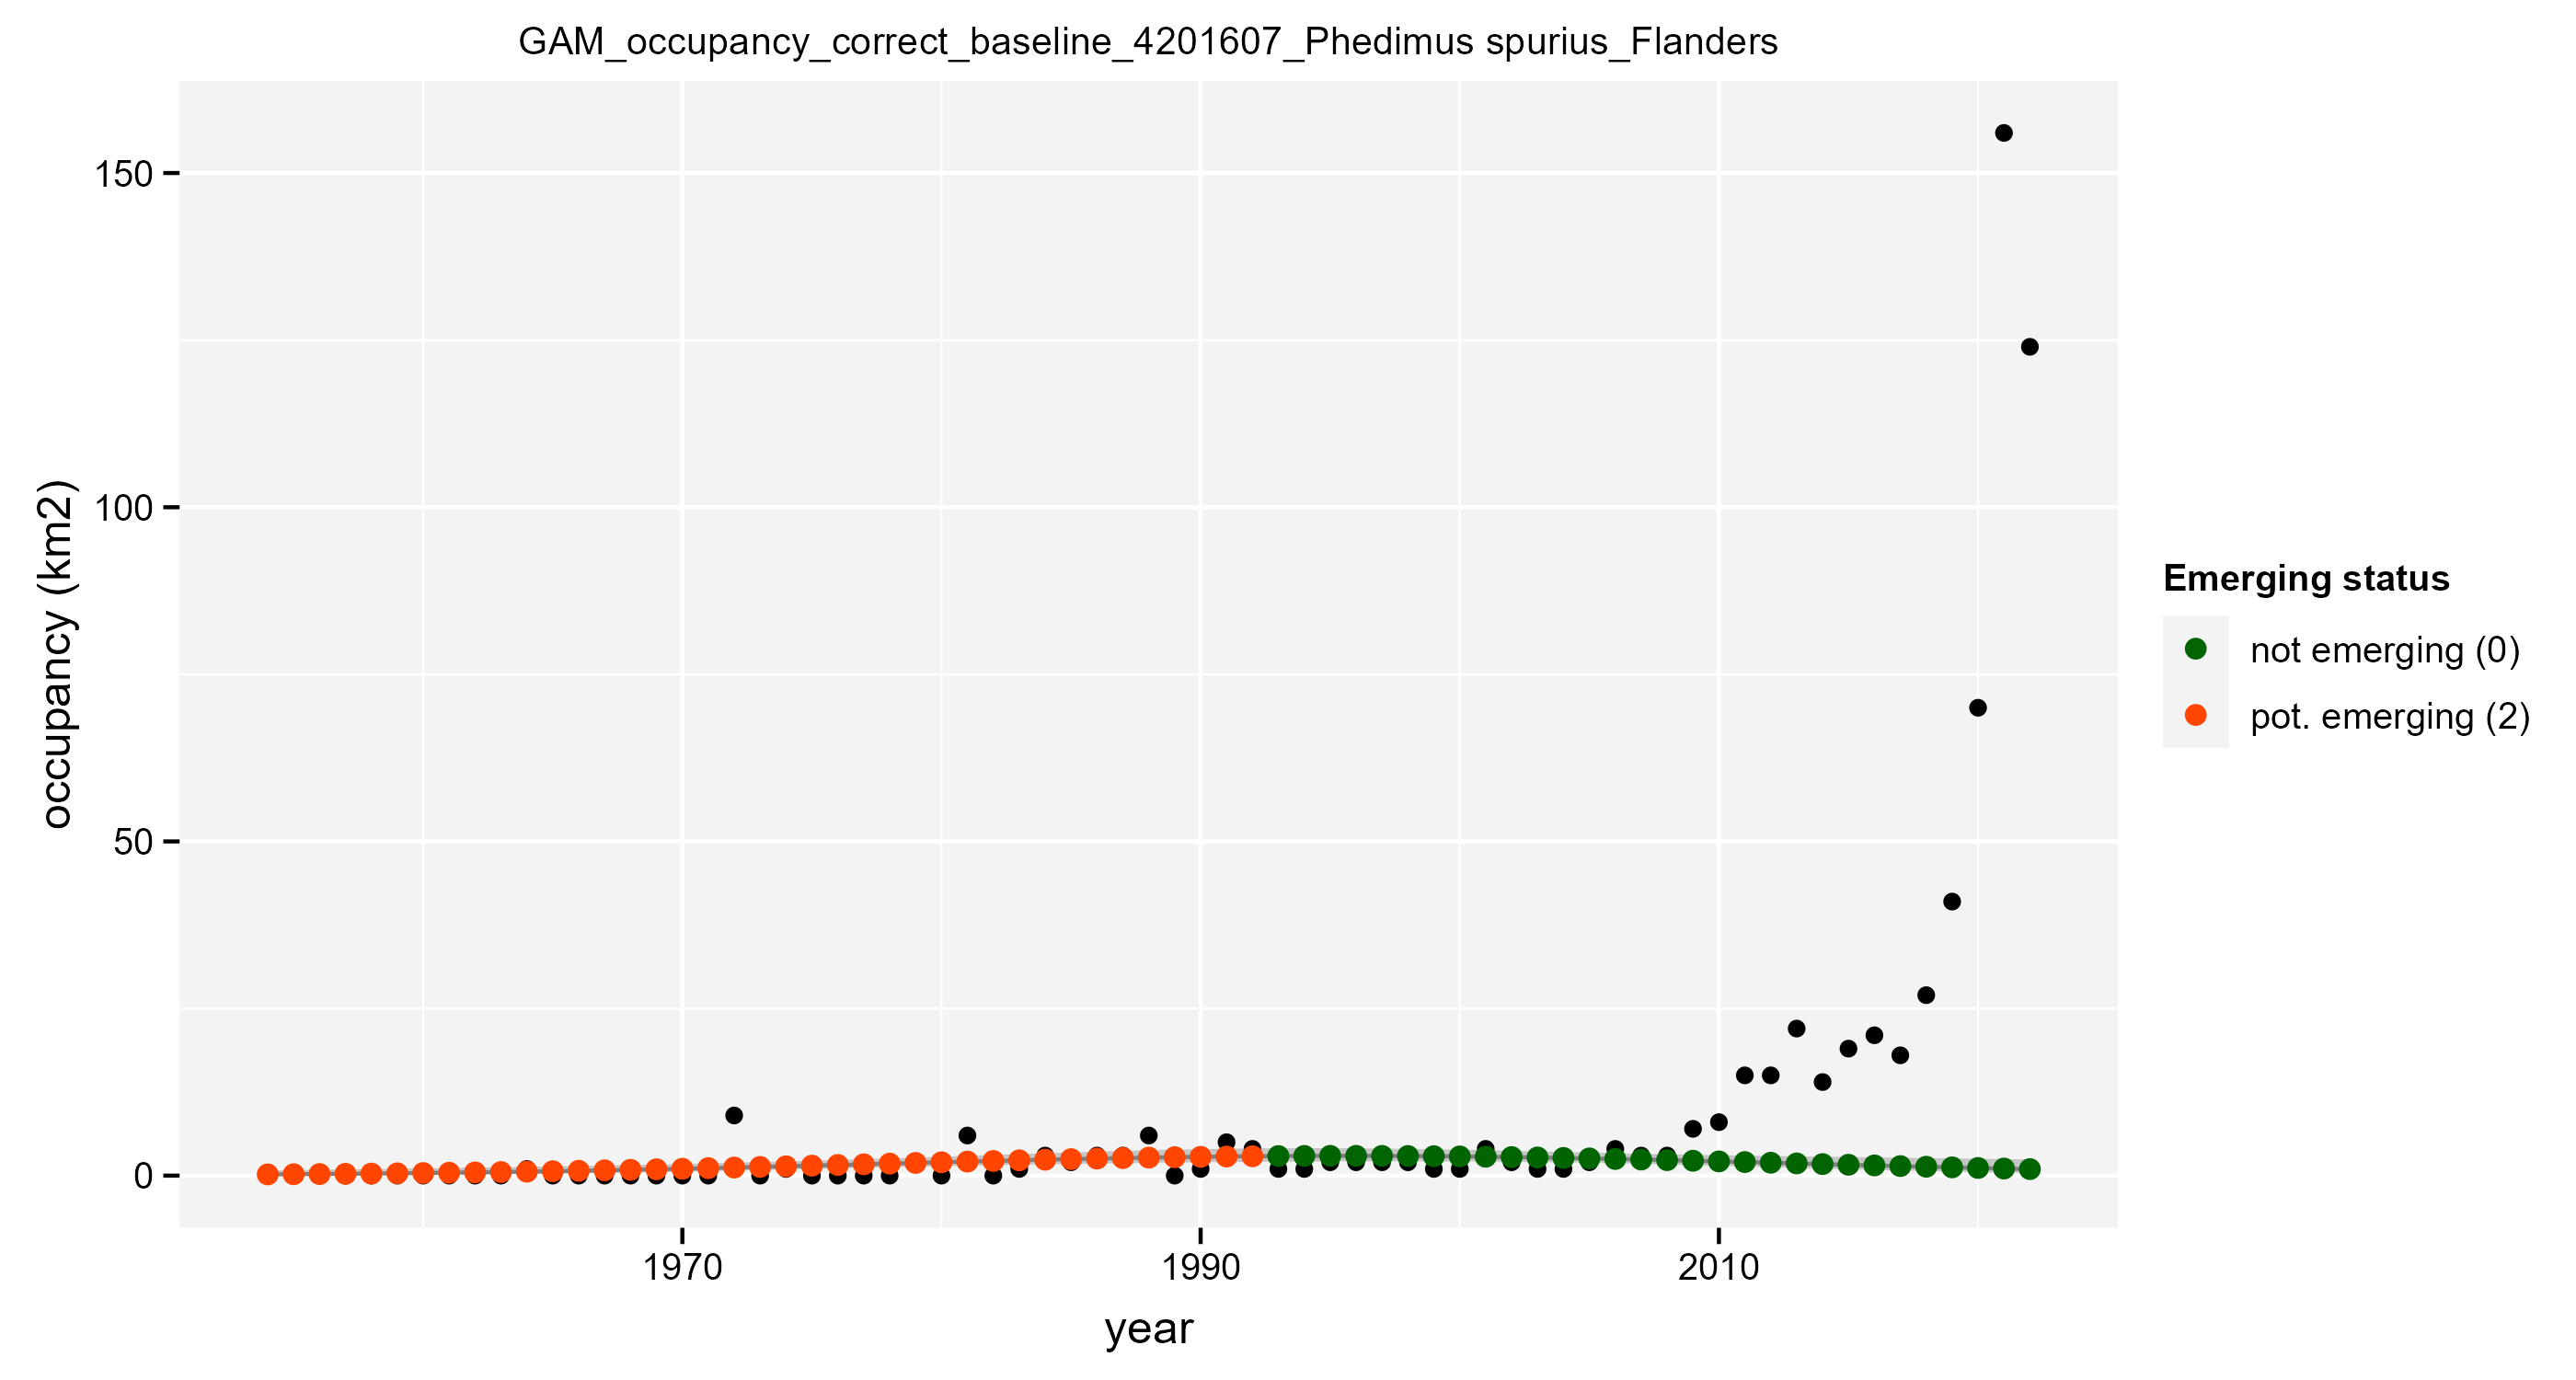 GAM_occupancy_correct_baseline_4201607_Phedimus spurius_Flanders
150
100
50
0
occupancy (km2)
1970
1990
2010
year
Emerging status
not emerging (0)
pot. emerging (2)